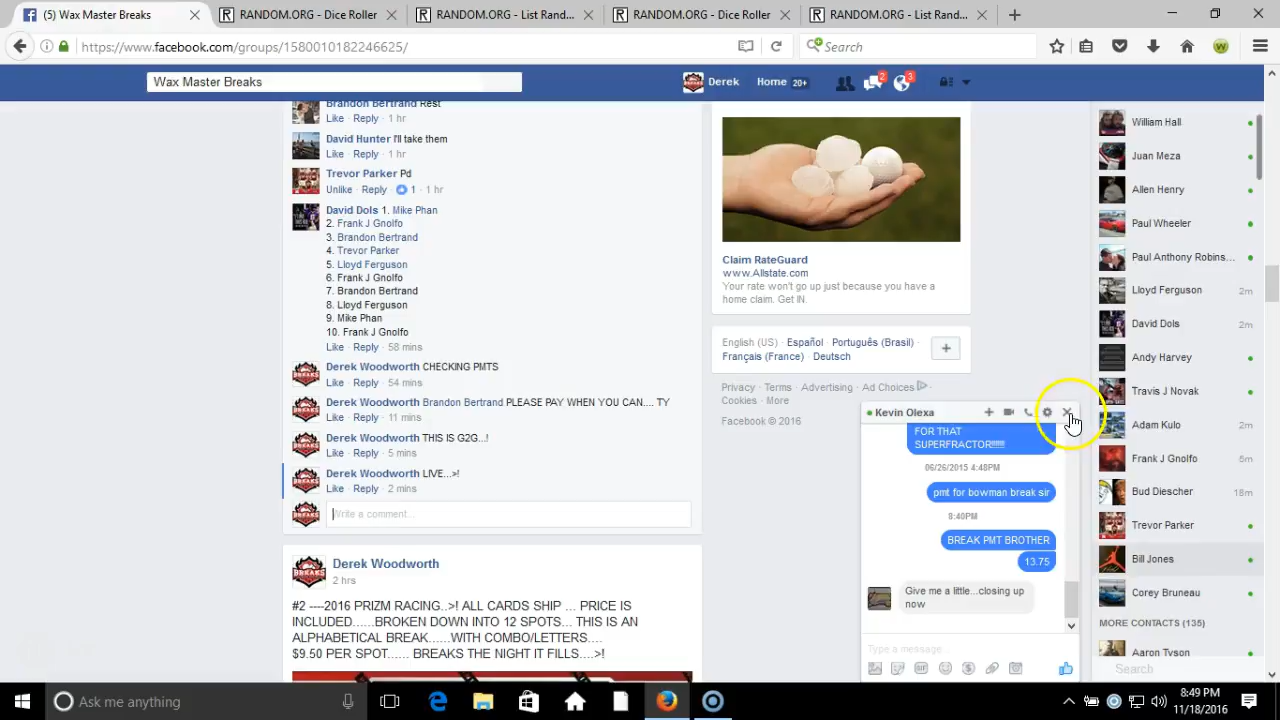 (5) Wax Master Breaks
RANDOM.ORG - Dice Roller
RANDOM.ORG - List Rand...
RANDOM.ORG - Dice Roller
RANDOM.ORG - List Rand...
https://www.facebook.com/groups/1580010182246625/
Search
Wax Master Breaks
Derek
Home 20+
2
3
Brandon Bertrand Rest
Like · Reply · 1 hr
David Hunter I'll take them
Like · Reply · 1 hr
Trevor Parker Pd
Unlike · Reply · 1 · 1 hr
David Dols 1. Mike Phan
2. Frank J Gnolfo
3. Brandon Bertrand
4. Trevor Parker
5. Lloyd Ferguson
6. Frank J Gnolfo
7. Brandon Bertrand
8. Lloyd Ferguson
9. Mike Phan
10. Frank J Gnolfo
Like · Reply · 58 mins
Derek Woodworth CHECKING PMTS
Like · Reply · 54 mins
Derek Woodworth Brandon Bertrand PLEASE PAY WHEN YOU CAN.... TY
Like · Reply · 11 mins
Derek Woodworth THIS IS G2G...!
Like · Reply · 5 mins
Derek Woodworth LIVE...>!
Like · Reply · 2 mins
Write a comment...
Derek Woodworth
2 hrs
#2 ----2016 PRIZM RACING..>! ALL CARDS SHIP ... PRICE IS
INCLUDED......BROKEN DOWN INTO 12 SPOTS... THIS IS AN
ALPHABETICAL BREAK......WITH COMBO/LETTERS....
$9.50 PER SPOT...... BREAKS THE NIGHT IT FILLS....>!
Claim RateGuard
www.Allstate.com
Your rate won't go up just because you have a
home claim. Get IN.
English (US) · Español · Português (Brasil) ·
Français (France) · Deutsch
Privacy · Terms · Advertising · Ad Choices ·
Cookies · More
Facebook © 2016
Kevin Olexa
FOR THAT
SUPERFRACTOR!!!!!!!
06/26/2015 4:48PM
pmt for bowman break sir
8:40PM
BREAK PMT BROTHER
13.75
Give me a little...closing up
now
Type a message...
GIF
William Hall
Juan Meza
Allen Henry
Paul Wheeler
Paul Anthony Robins...
Lloyd Ferguson 2m
David Dols 2m
Andy Harvey
Travis J Novak
Adam Kulo 2m
Frank J Gnolfo 5m
Bud Diescher 18m
Trevor Parker
Bill Jones
Corey Bruneau
MORE CONTACTS (135)
Aaron Tyson
Search
Ask me anything
8:49 PM
11/18/2016